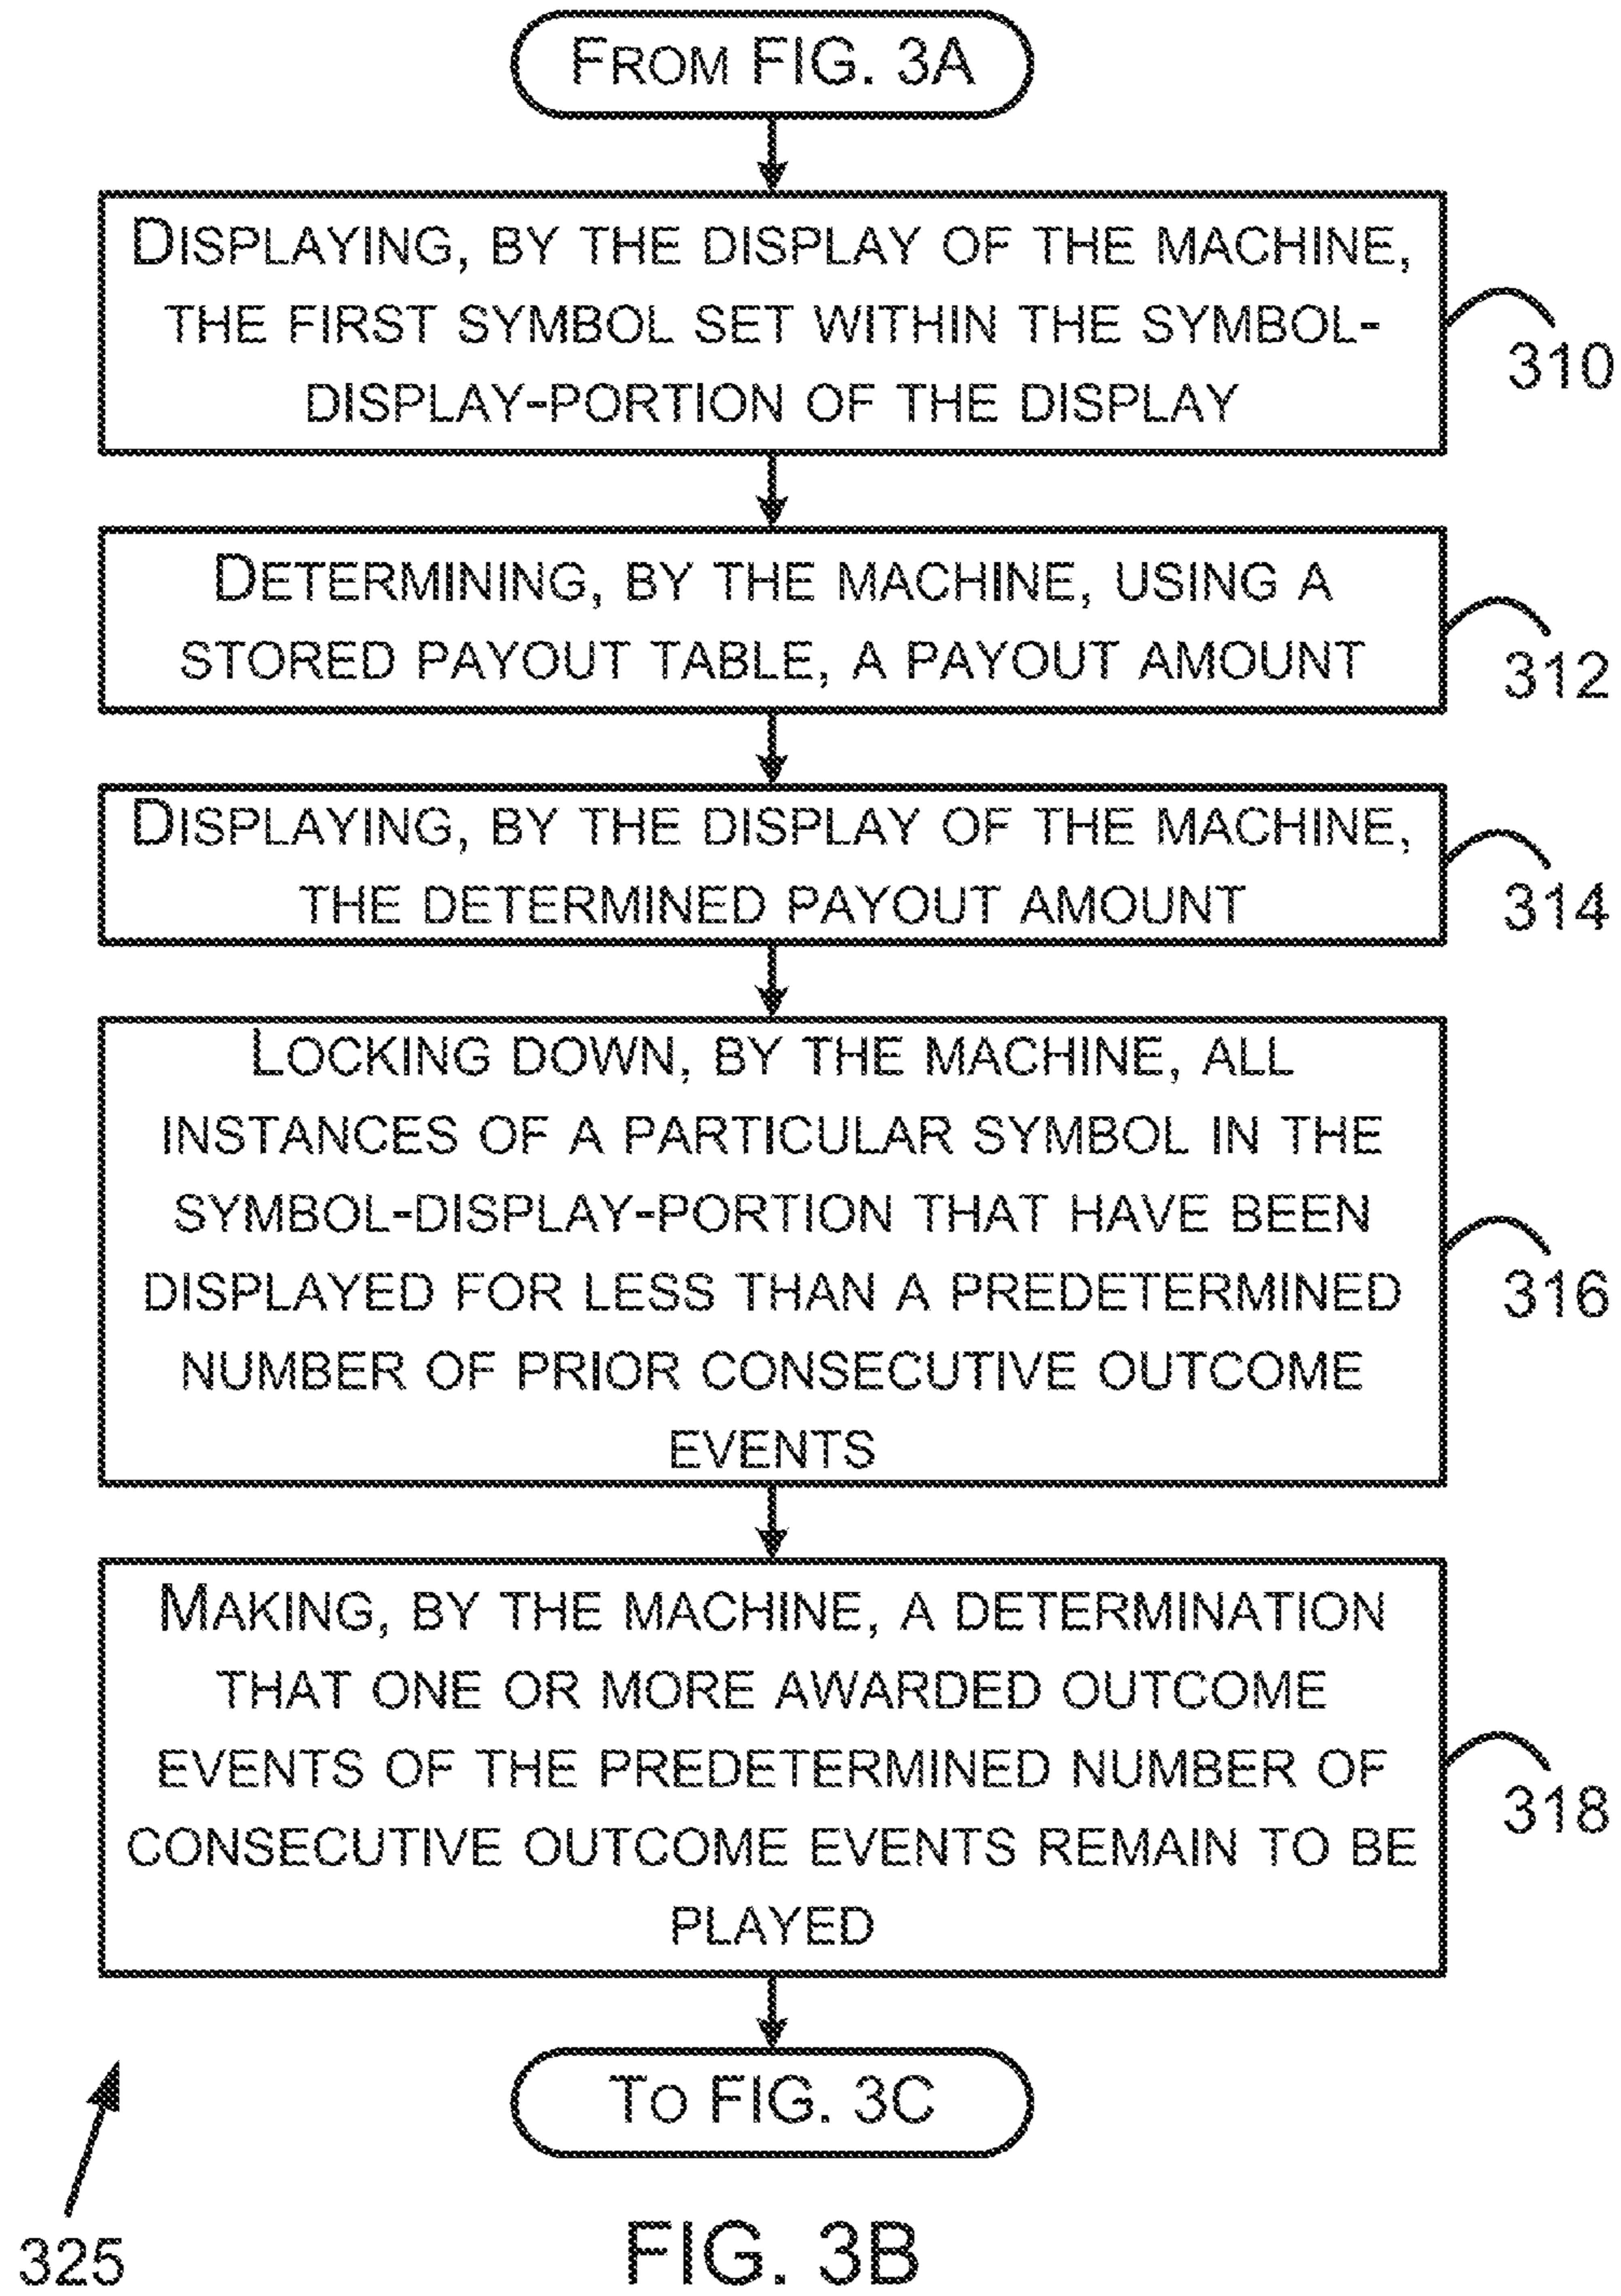 FROM FIG. 3A
DISPLAYING, BY THE DISPLAY OF THE MACHINE,
THE FIRST SYMBOL SET WITHIN THE SYMBOL-
DISPLAY-PORTION OF THE DISPLAY
310
DETERMINING, BY THE MACHINE, USING A
STORED PAYOUT TABLE, A PAYOUT AMOUNT
312
DISPLAYING, BY THE DISPLAY OF THE MACHINE,
THE DETERMINED PAYOUT AMOUNT
314
LOCKING DOWN, BY THE MACHINE, ALL
INSTANCES OF A PARTICULAR SYMBOL IN THE
SYMBOL-DISPLAY-PORTION THAT HAVE BEEN
DISPLAYED FOR LESS THAN A PREDETERMINED
NUMBER OF PRIOR CONSECUTIVE OUTCOME
EVENTS
316
MAKING, BY THE MACHINE, A DETERMINATION
THAT ONE OR MORE AWARDED OUTCOME
EVENTS OF THE PREDETERMINED NUMBER OF
CONSECUTIVE OUTCOME EVENTS REMAIN TO BE
PLAYED
318
TO FIG. 3C
325
FIG. 3B